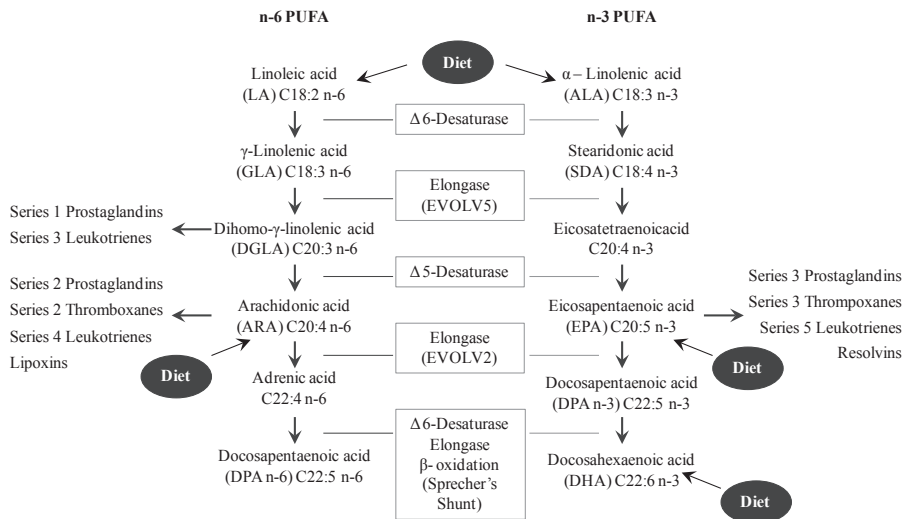 n-6 PUFA
n-3 PUFA
Diet
Linoleic acid
(LA) C18:2 n-6
α – Linolenic acid
(ALA) C18:3 n-3
Δ6-Desaturase
γ-Linolenic acid
(GLA) C18:3 n-6
Stearidonic acid
(SDA) C18:4 n-3
Elongase
(EVOLV5)
Series 1 Prostaglandins
Series 3 Leukotrienes
Dihomo-γ-linolenic acid
(DGLA) C20:3 n-6
Eicosatetraenoicacid
C20:4 n-3
Δ5-Desaturase
Series 2 Prostaglandins
Series 2 Thromboxanes
Series 4 Leukotrienes
Lipoxins
Arachidonic acid
(ARA) C20:4 n-6
Eicosapentaenoic acid
(EPA) C20:5 n-3
Series 3 Prostaglandins
Series 3 Thrompoxanes
Series 5 Leukotrienes
Resolvins
Diet
Elongase
(EVOLV2)
Diet
Adrenic acid
C22:4 n-6
Docosapentaenoic acid
(DPA n-3) C22:5 n-3
Δ6-Desaturase
Elongase
β- oxidation
(Sprecher's
Shunt)
Docosapentaenoic acid
(DPA n-6) C22:5 n-6
Docosahexaenoic acid
(DHA) C22:6 n-3
Diet